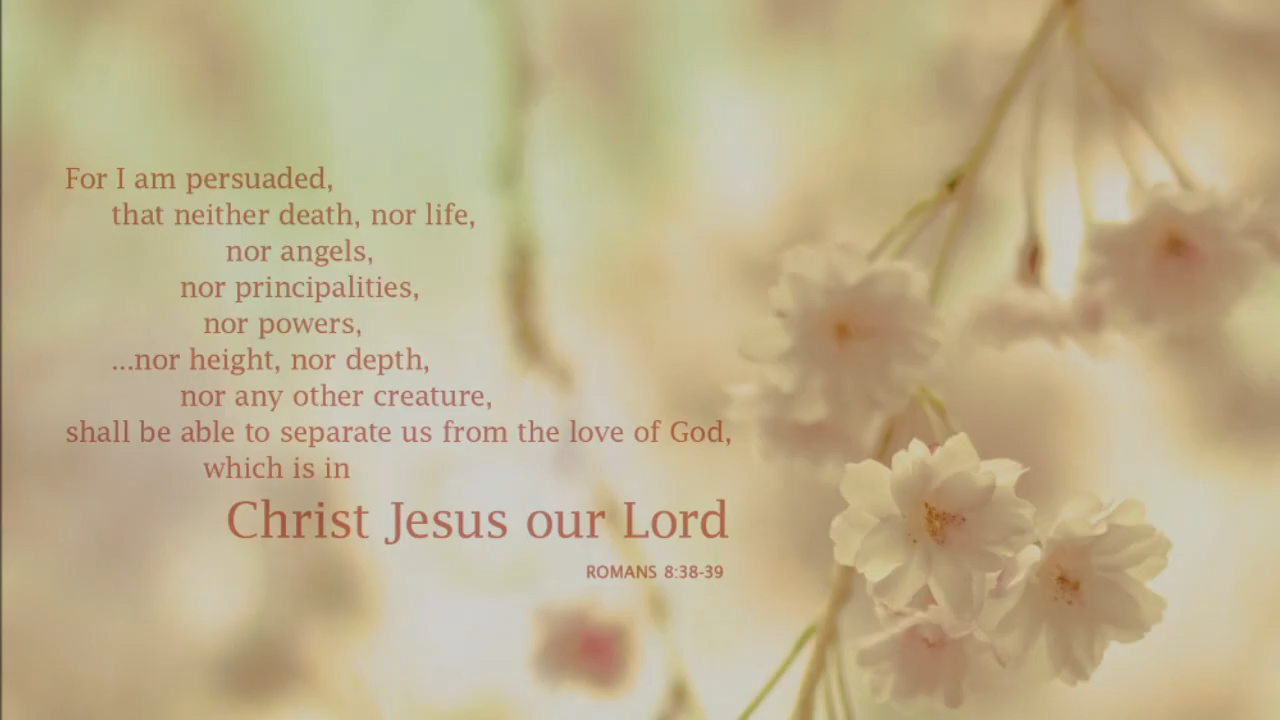 For I am persuaded,
that neither death, nor life,
nor angels,
nor principalities,
nor powers,
...nor height, nor depth,
nor any other creature,
shall be able to separate us from the love of God,
which is in
Christ Jesus our Lord
ROMANS 8:38-39